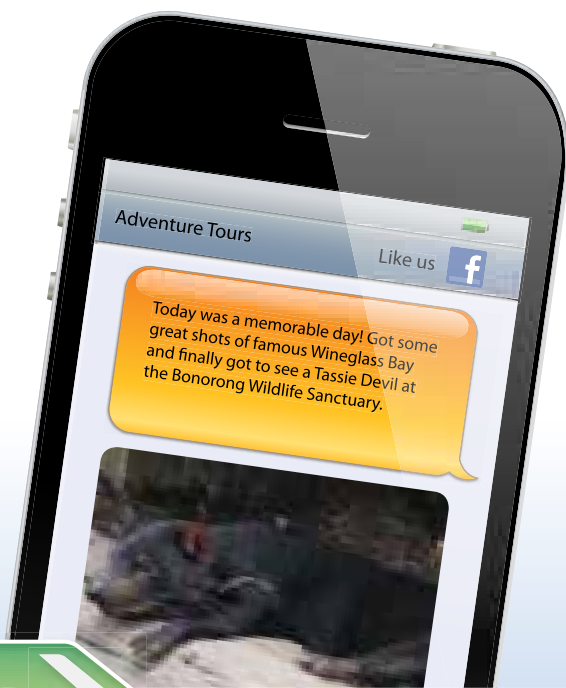 Adventure Tours
Like us f
Today was a memorable day! Got some
great shots of famous Wineglass Bay
and finally got to see a Tassie Devil at
the Bonorong Wildlife Sanctuary.